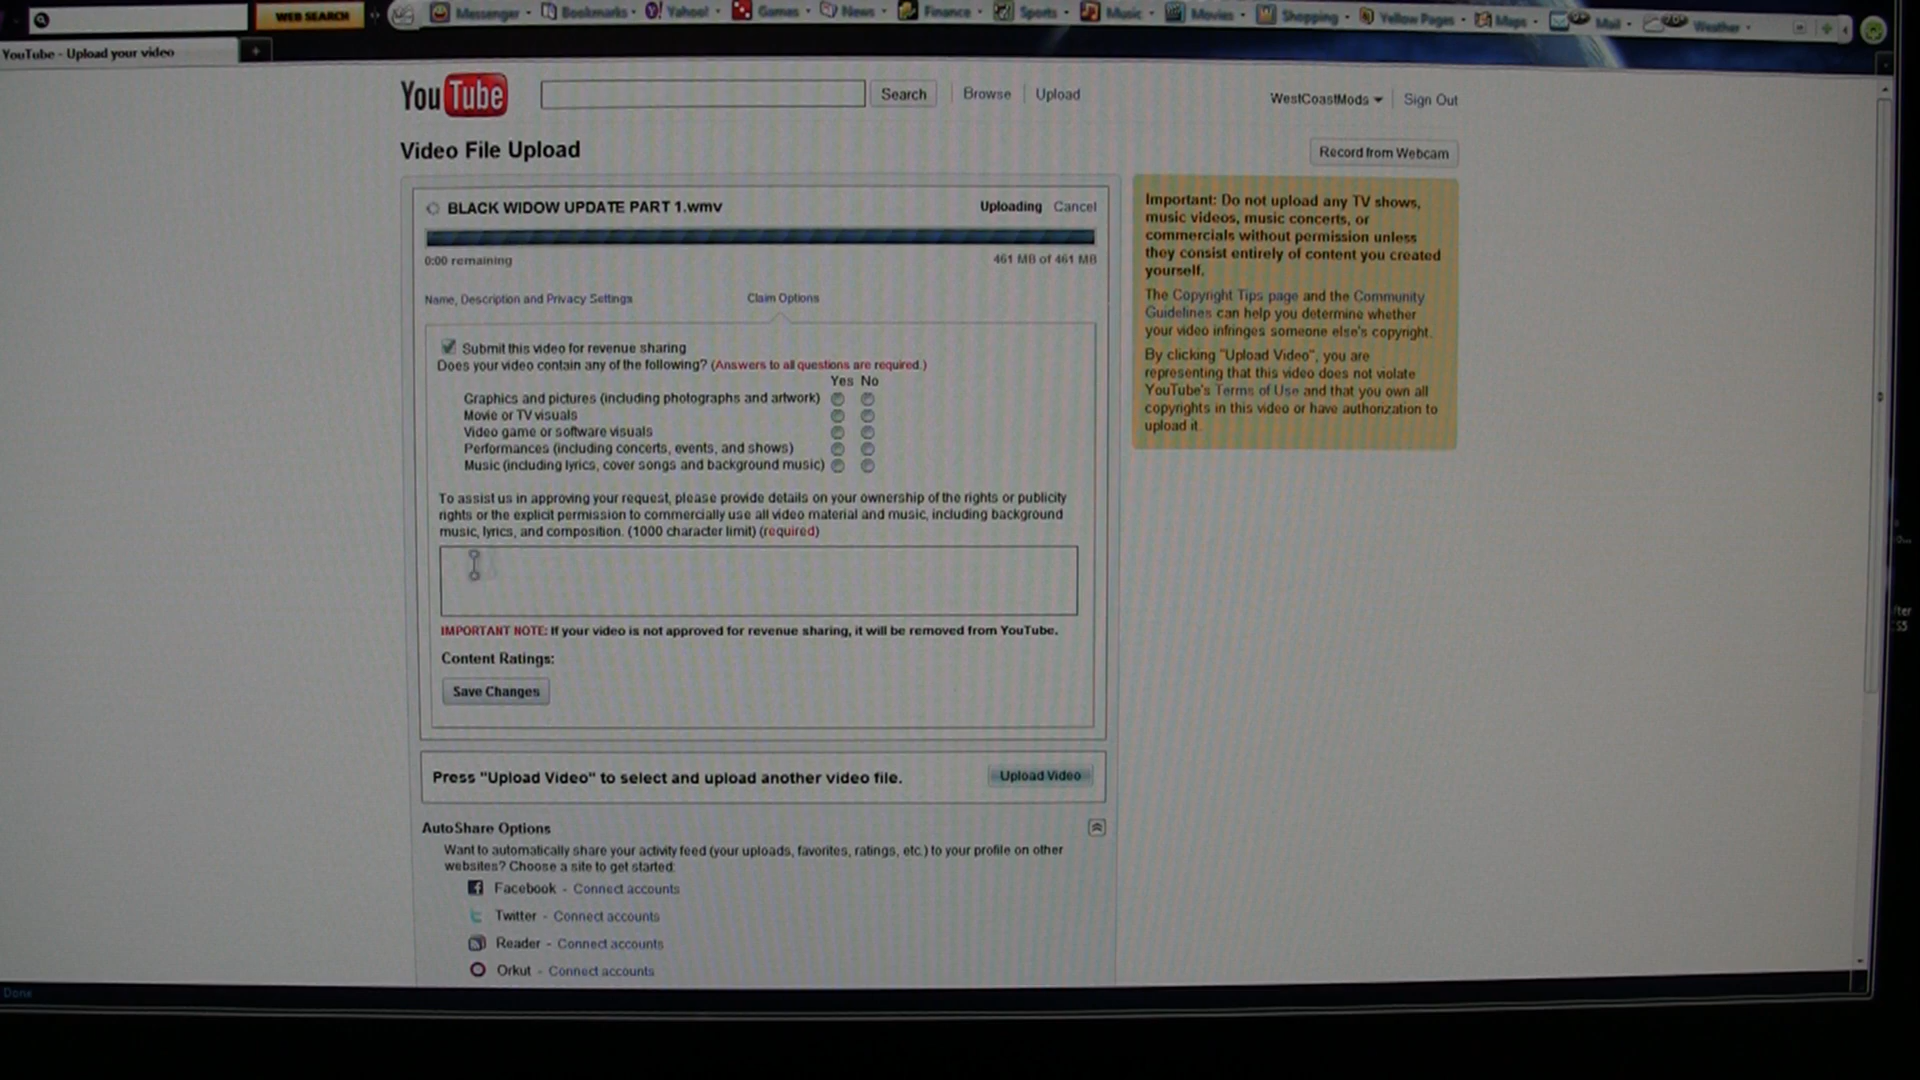 WEB SEARCH
Messenger
Bookmarks
Yahoo!
Games
News
Finance
Sports
Music
Movies
Shopping
Yellow Pages
Maps
Mail
Weather
YouTube - Upload your video
YouTube
Search
Browse
Upload
WestCoastMods
Sign Out
Video File Upload
Record from Webcam
BLACK WIDOW UPDATE PART 1.wmv
Uploading
Cancel
0:00 remaining
461 MB of 461 MB
Name, Description and Privacy Settings
Claim Options
Submit this video for revenue sharing
Does your video contain any of the following? (Answers to all questions are required.)
Yes No
Graphics and pictures (including photographs and artwork)
Movie or TV visuals
Video game or software visuals
Performances (including concerts, events, and shows)
Music (including lyrics, cover songs and background music)
To assist us in approving your request, please provide details on your ownership of the rights or publicity
rights or the explicit permission to commercially use all video material and music, including background
music, lyrics, and composition. (1000 character limit) (required)
IMPORTANT NOTE: If your video is not approved for revenue sharing, it will be removed from YouTube.
Content Ratings:
Save Changes
Press "Upload Video" to select and upload another video file.
Upload Video
AutoShare Options
Want to automatically share your activity feed (your uploads, favorites, ratings, etc.) to your profile on other
websites? Choose a site to get started:
Facebook - Connect accounts
Twitter - Connect accounts
Reader - Connect accounts
Orkut - Connect accounts
Important: Do not upload any TV shows,
music videos, music concerts, or
commercials without permission unless
they consist entirely of content you created
yourself.
The Copyright Tips page and the Community
Guidelines can help you determine whether
your video infringes someone else's copyright.
By clicking "Upload Video", you are
representing that this video does not violate
YouTube's Terms of Use and that you own all
copyrights in this video or have authorization to
upload it.
Done